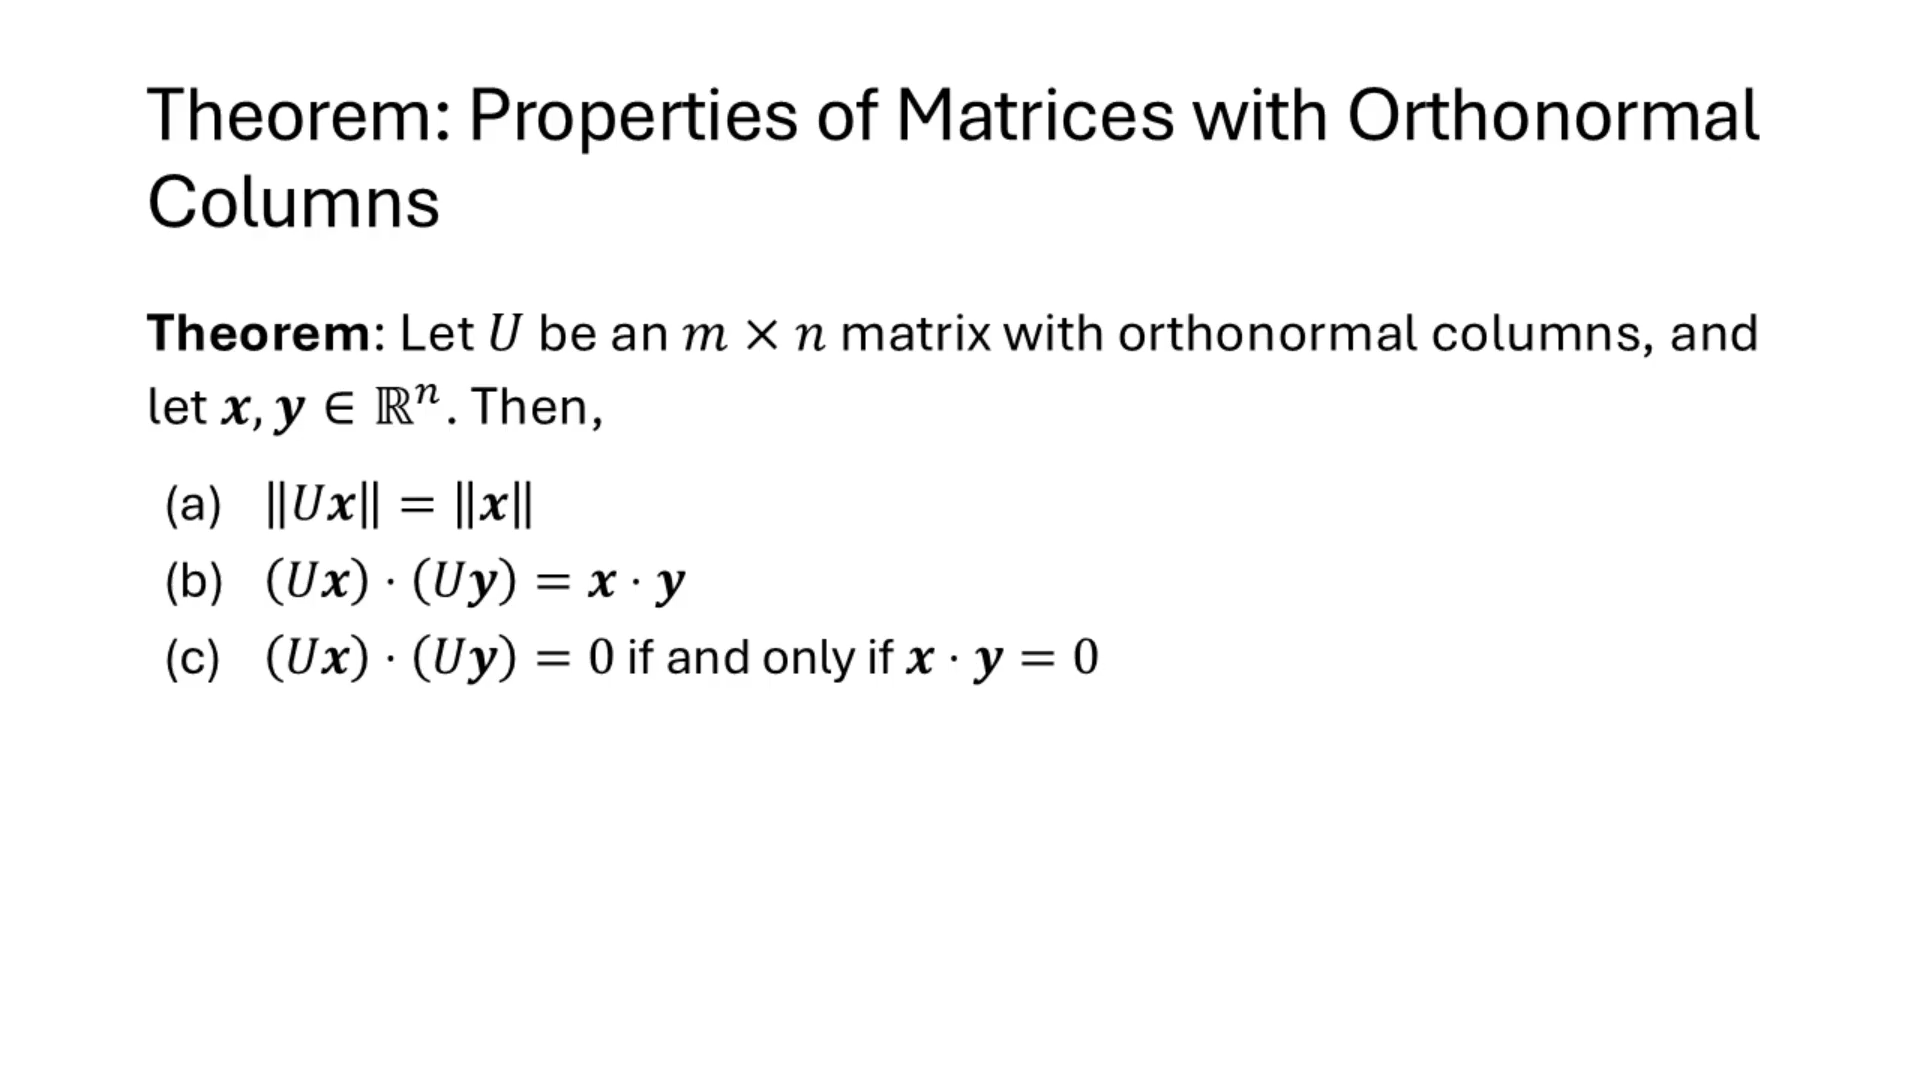 Theorem: Properties of Matrices with Orthonormal
Columns
Theorem: Let 𝑈 be an 𝑚 × 𝑛 matrix with orthonormal columns, and
let 𝒙, 𝒚 ∈ ℝⁿ. Then,
(a) ‖𝑈𝒙‖ = ‖𝒙‖
(b) (𝑈𝒙) · (𝑈𝒚) = 𝒙 · 𝒚
(c) (𝑈𝒙) · (𝑈𝒚) = 0 if and only if 𝒙 · 𝒚 = 0